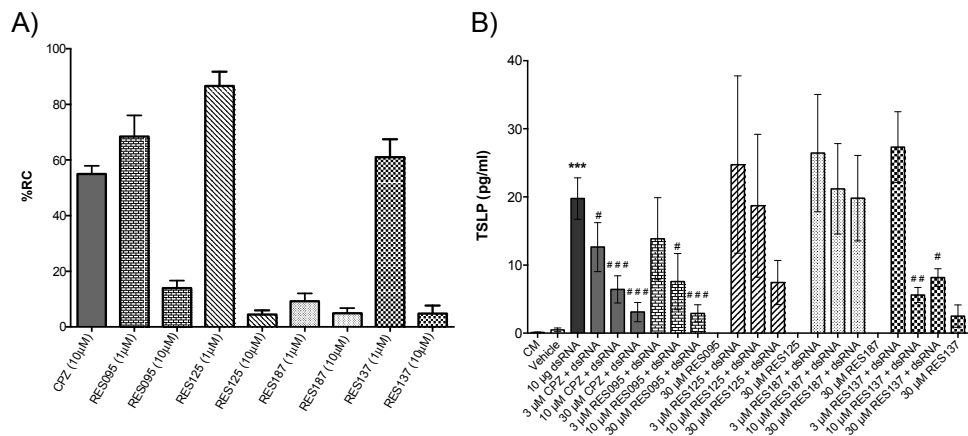 A)
100
80
60
40
20
0
%RC
CPZ (10µM)
RES095 (1µM)
RES095 (10µM)
RES125 (1µM)
RES125 (10µM)
RES187 (1µM)
RES187 (10µM)
RES137 (1µM)
RES137 (10µM)
B)
40
30
20
10
0
TSLP (pg/ml)
***
#
###
###
#
###
##
#
CM
Vehicle
10 µg dsRNA
3 µM CPZ + dsRNA
10 µM CPZ + dsRNA
30 µM CPZ + dsRNA
3 µM RES095 + dsRNA
10 µM RES095 + dsRNA
30 µM RES095 + dsRNA
30 µM RES095
3 µM RES125 + dsRNA
10 µM RES125 + dsRNA
30 µM RES125 + dsRNA
30 µM RES125
3 µM RES187 + dsRNA
10 µM RES187 + dsRNA
30 µM RES187 + dsRNA
30 µM RES187
3 µM RES137 + dsRNA
10 µM RES137 + dsRNA
30 µM RES137 + dsRNA
30 µM RES137